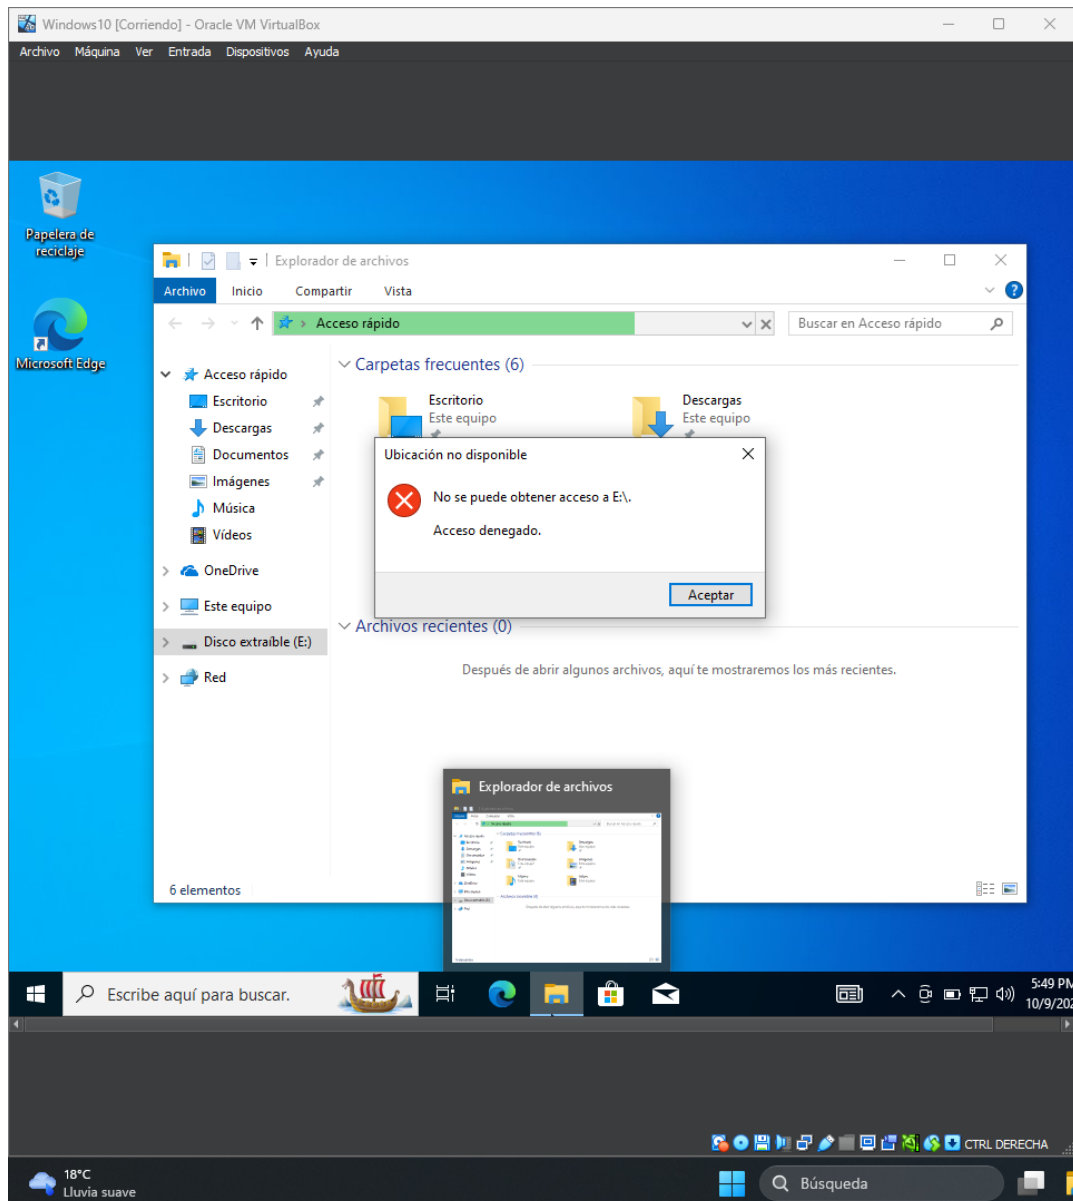 Windows10 [Corriendo] - Oracle VM VirtualBox
Archivo Máquina Ver Entrada Dispositivos Ayuda
Papelera de
reciclaje
Microsoft Edge
Explorador de archivos
Archivo Inicio Compartir Vista
Acceso rápido
Buscar en Acceso rápido
Acceso rápido
Escritorio
Descargas
Documentos
Imágenes
Música
Vídeos
OneDrive
Este equipo
Disco extraíble (E:)
Red
Carpetas frecuentes (6)
Escritorio
Este equipo
Descargas
Este equipo
Ubicación no disponible
No se puede obtener acceso a E:\.
Acceso denegado.
Aceptar
Archivos recientes (0)
Después de abrir algunos archivos, aquí te mostraremos los más recientes.
Explorador de archivos
6 elementos
Escribe aquí para buscar.
5:49 PM
10/9/202
CTRL DERECHA
18°C
Lluvia suave
Búsqueda